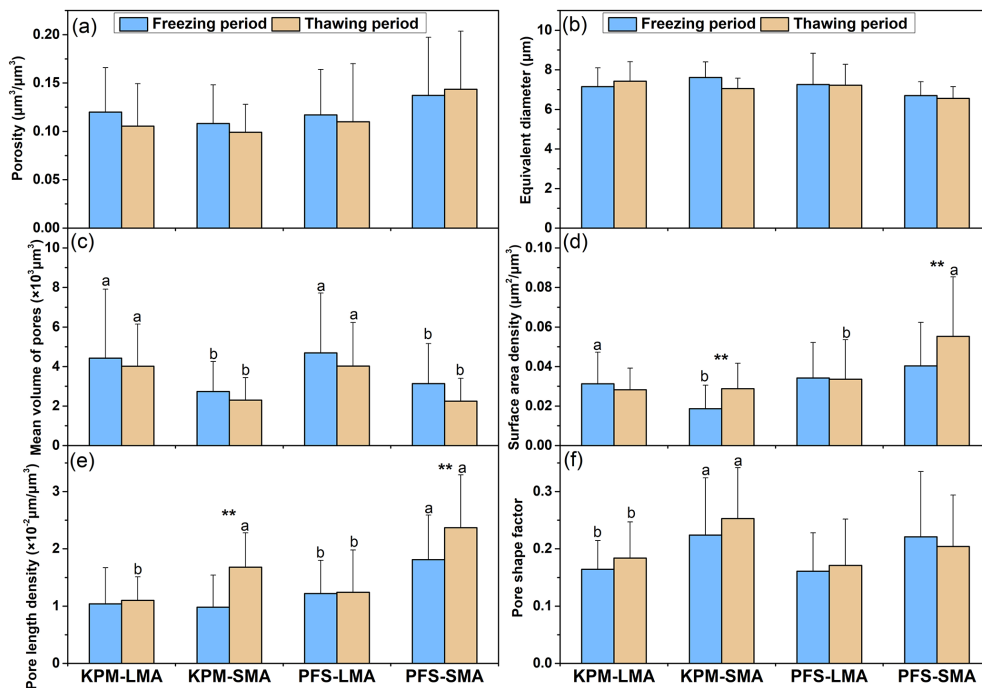 (a)
Freezing period Thawing period
Porosity (μm³/μm³)
0.20
0.15
0.10
0.05
0.00
(b)
Freezing period Thawing period
Equivalent diameter (μm)
10
8
6
4
2
0
(c)
Mean volume of pores (×10³μm³)
10
8
6
4
2
0
a
a
b
b
a
a
b
b
(d)
Surface area density (μm²/μm³)
0.10
0.08
0.06
0.04
0.02
0.00
a
b
**
b
**
a
(e)
Pore length density (×10⁻²μm/μm³)
3
2
1
0
b
**
a
b
b
a
**
a
KPM-LMA KPM-SMA PFS-LMA PFS-SMA
(f)
Pore shape factor
0.3
0.2
0.1
0.0
b
b
a
a
KPM-LMA KPM-SMA PFS-LMA PFS-SMA